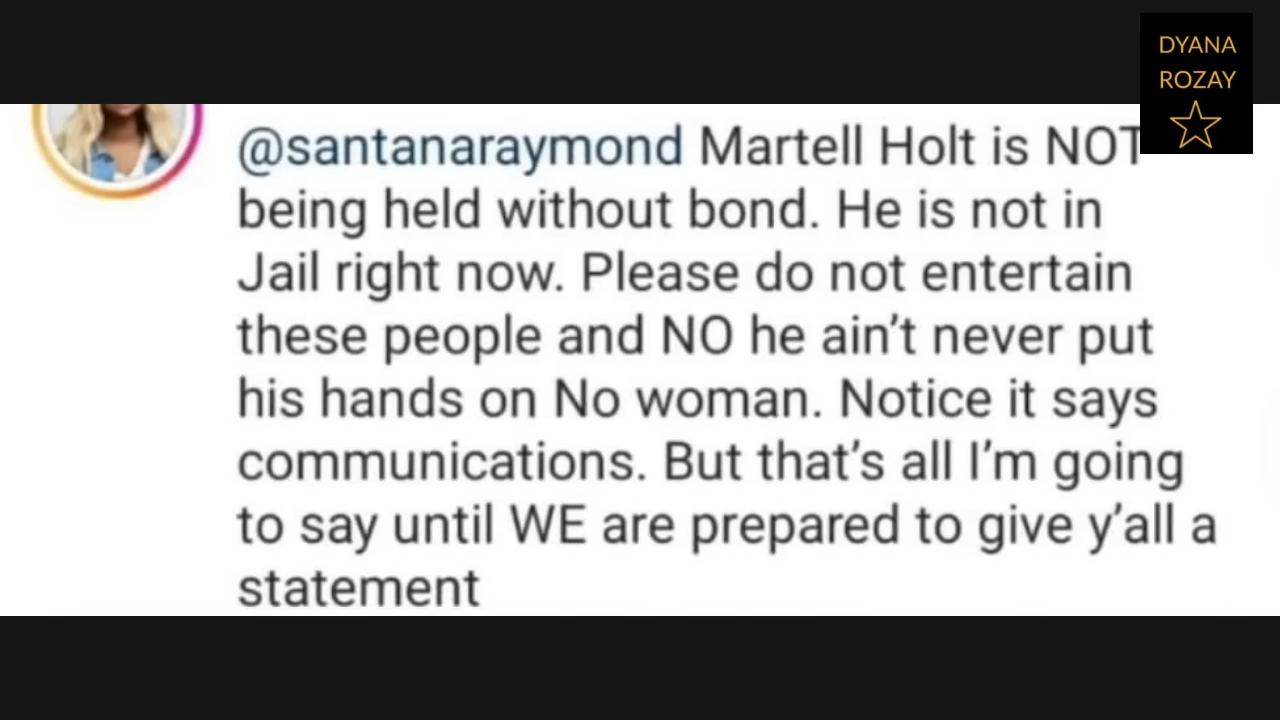 DYANA
ROZAY
@santanaraymond Martell Holt is NOT
being held without bond. He is not in
Jail right now. Please do not entertain
these people and NO he ain’t never put
his hands on No woman. Notice it says
communications. But that’s all I’m going
to say until WE are prepared to give y’all a
statement